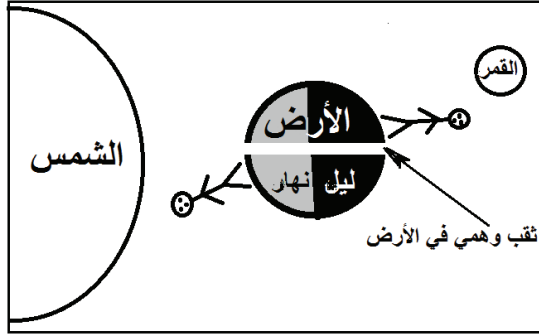 القمر
الأرض
الشمس
ليل نهار
ثقب وهمي في الأرض